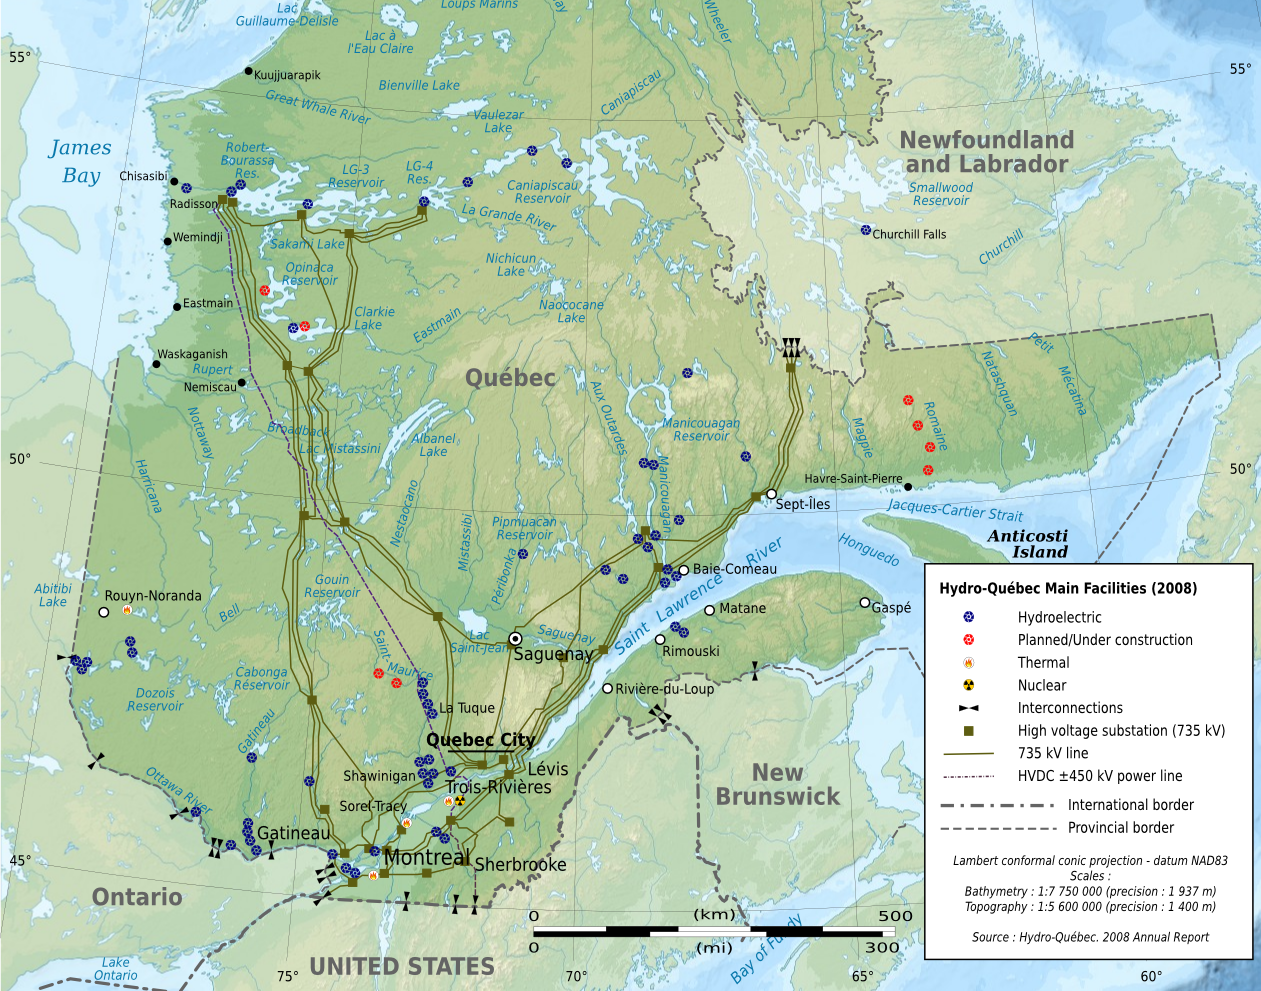 Lac
Guillaume-Delisle
Loups Marins
Wheeler
Lac à
l'Eau Claire
55°
55°
Kuujjuarapik
Bienville Lake
Caniapiscau
Great White River
Vaulezar
Lake
James
Bay
Robert-
Bourassa
Res.
Newfoundland
and Labrador
Chisasibi
LG-3
Reservoir
LG-4
Res.
Caniapiscau
Reservoir
Smallwood
Reservoir
Radisson
La Grande River
Churchill Falls
Wemindji
Sakami Lake
Churchill
Opinaca
Reservoir
Nichicun
Lake
Eastmain
Clarkie
Lake
Eastmain
Naococane
Lake
Petit
Mécatina
Waskaganish
Rupert
Nemiscau
Québec
Aux Outardes
Natashquan
Nottaway
Broadback
Lac Mistassini
Albanel
Lake
Manicouagan
Reservoir
Magpie
Romaine
50°
50°
Harricana
Manicouagan
Havre-Saint-Pierre
Nestaocano
Mistassibi
Pipmuacan
Reservoir
Sept-Îles
Jacques-Cartier Strait
Peribonka
Honguedo
Anticosti
Island
Abitibi
Lake
Rouyn-Noranda
Gouin
Reservoir
Baie-Comeau
Saint Lawrence River
Bell
Matane
Gaspé
Lac
Saint-Jean
Saguenay
Saguenay
Rimouski
Saint-Maurice
Cabonga
Réservoir
Dozois
Reservoir
Rivière-du-Loup
La Tuque
Gatineau
Quebec City
Ottawa River
Shawinigan
Lévis
Trois-Rivières
New
Brunswick
Sorel-Tracy
Gatineau
Montreal
Sherbrooke
45°
Ontario
0
(km)
500
0
(mi)
300
Bay of Fundy
Lake
Ontario
UNITED STATES
75°
70°
65°
60°
Hydro-Québec Main Facilities (2008)
Hydroelectric
Planned/Under construction
Thermal
Nuclear
Interconnections
High voltage substation (735 kV)
735 kV line
HVDC ±450 kV power line
International border
Provincial border
Lambert conformal conic projection - datum NAD83
Scales :
Bathymetry : 1:7 750 000 (precision : 1 937 m)
Topography : 1:5 600 000 (precision : 1 400 m)
Source : Hydro-Québec. 2008 Annual Report